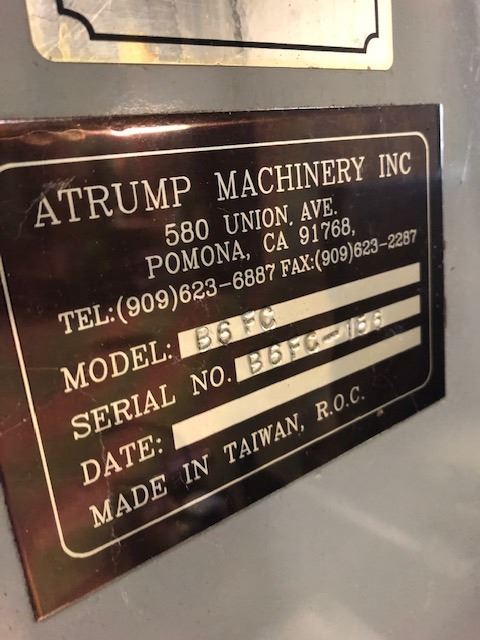 ATRUMP MACHINERY INC
580 UNION AVE.
POMONA, CA 91768,
TEL:(909)623-6887 FAX:(909)623-2287
MODEL: B6FC
SERIAL NO. B6FC-156
DATE:
MADE IN TAIWAN, R.O.C.